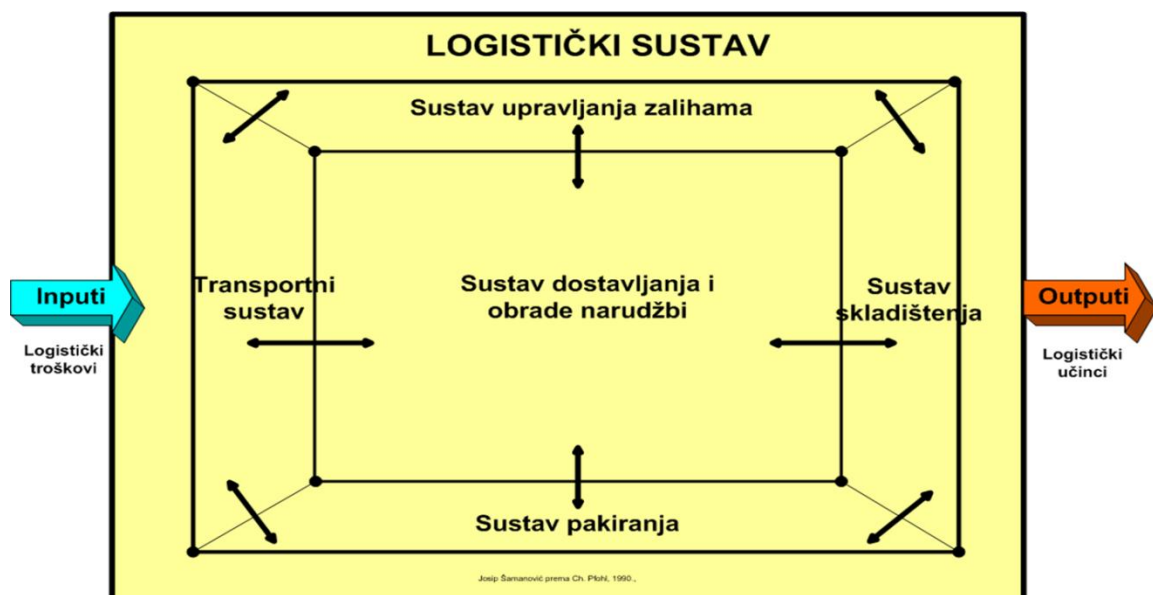 LOGISTIČKI SUSTAV
Sustav upravljanja zalihama
Inputi
Logistički
troškovi
Transportni
sustav
Sustav dostavljanja i
obrade narudžbi
Sustav
skladištenja
Outputi
Logistički
učinci
Sustav pakiranja
Josip Šamanović prema Ch. Pfohl, 1990.,